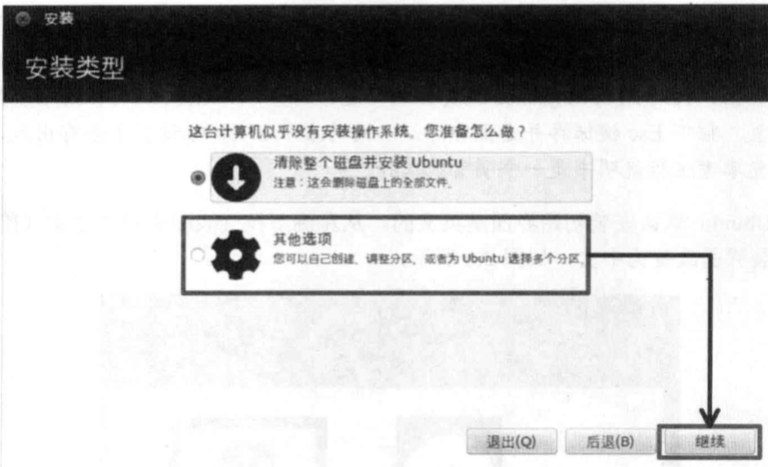 安装
安装类型
这台计算机似乎没有安装操作系统。您准备怎么做？
清除整个磁盘并安装 Ubuntu
注意：这会删除磁盘上的全部文件。
其他选项
您可以自己创建、调整分区，或者为 Ubuntu 选择多个分区。
退出(Q)
后退(B)
继续